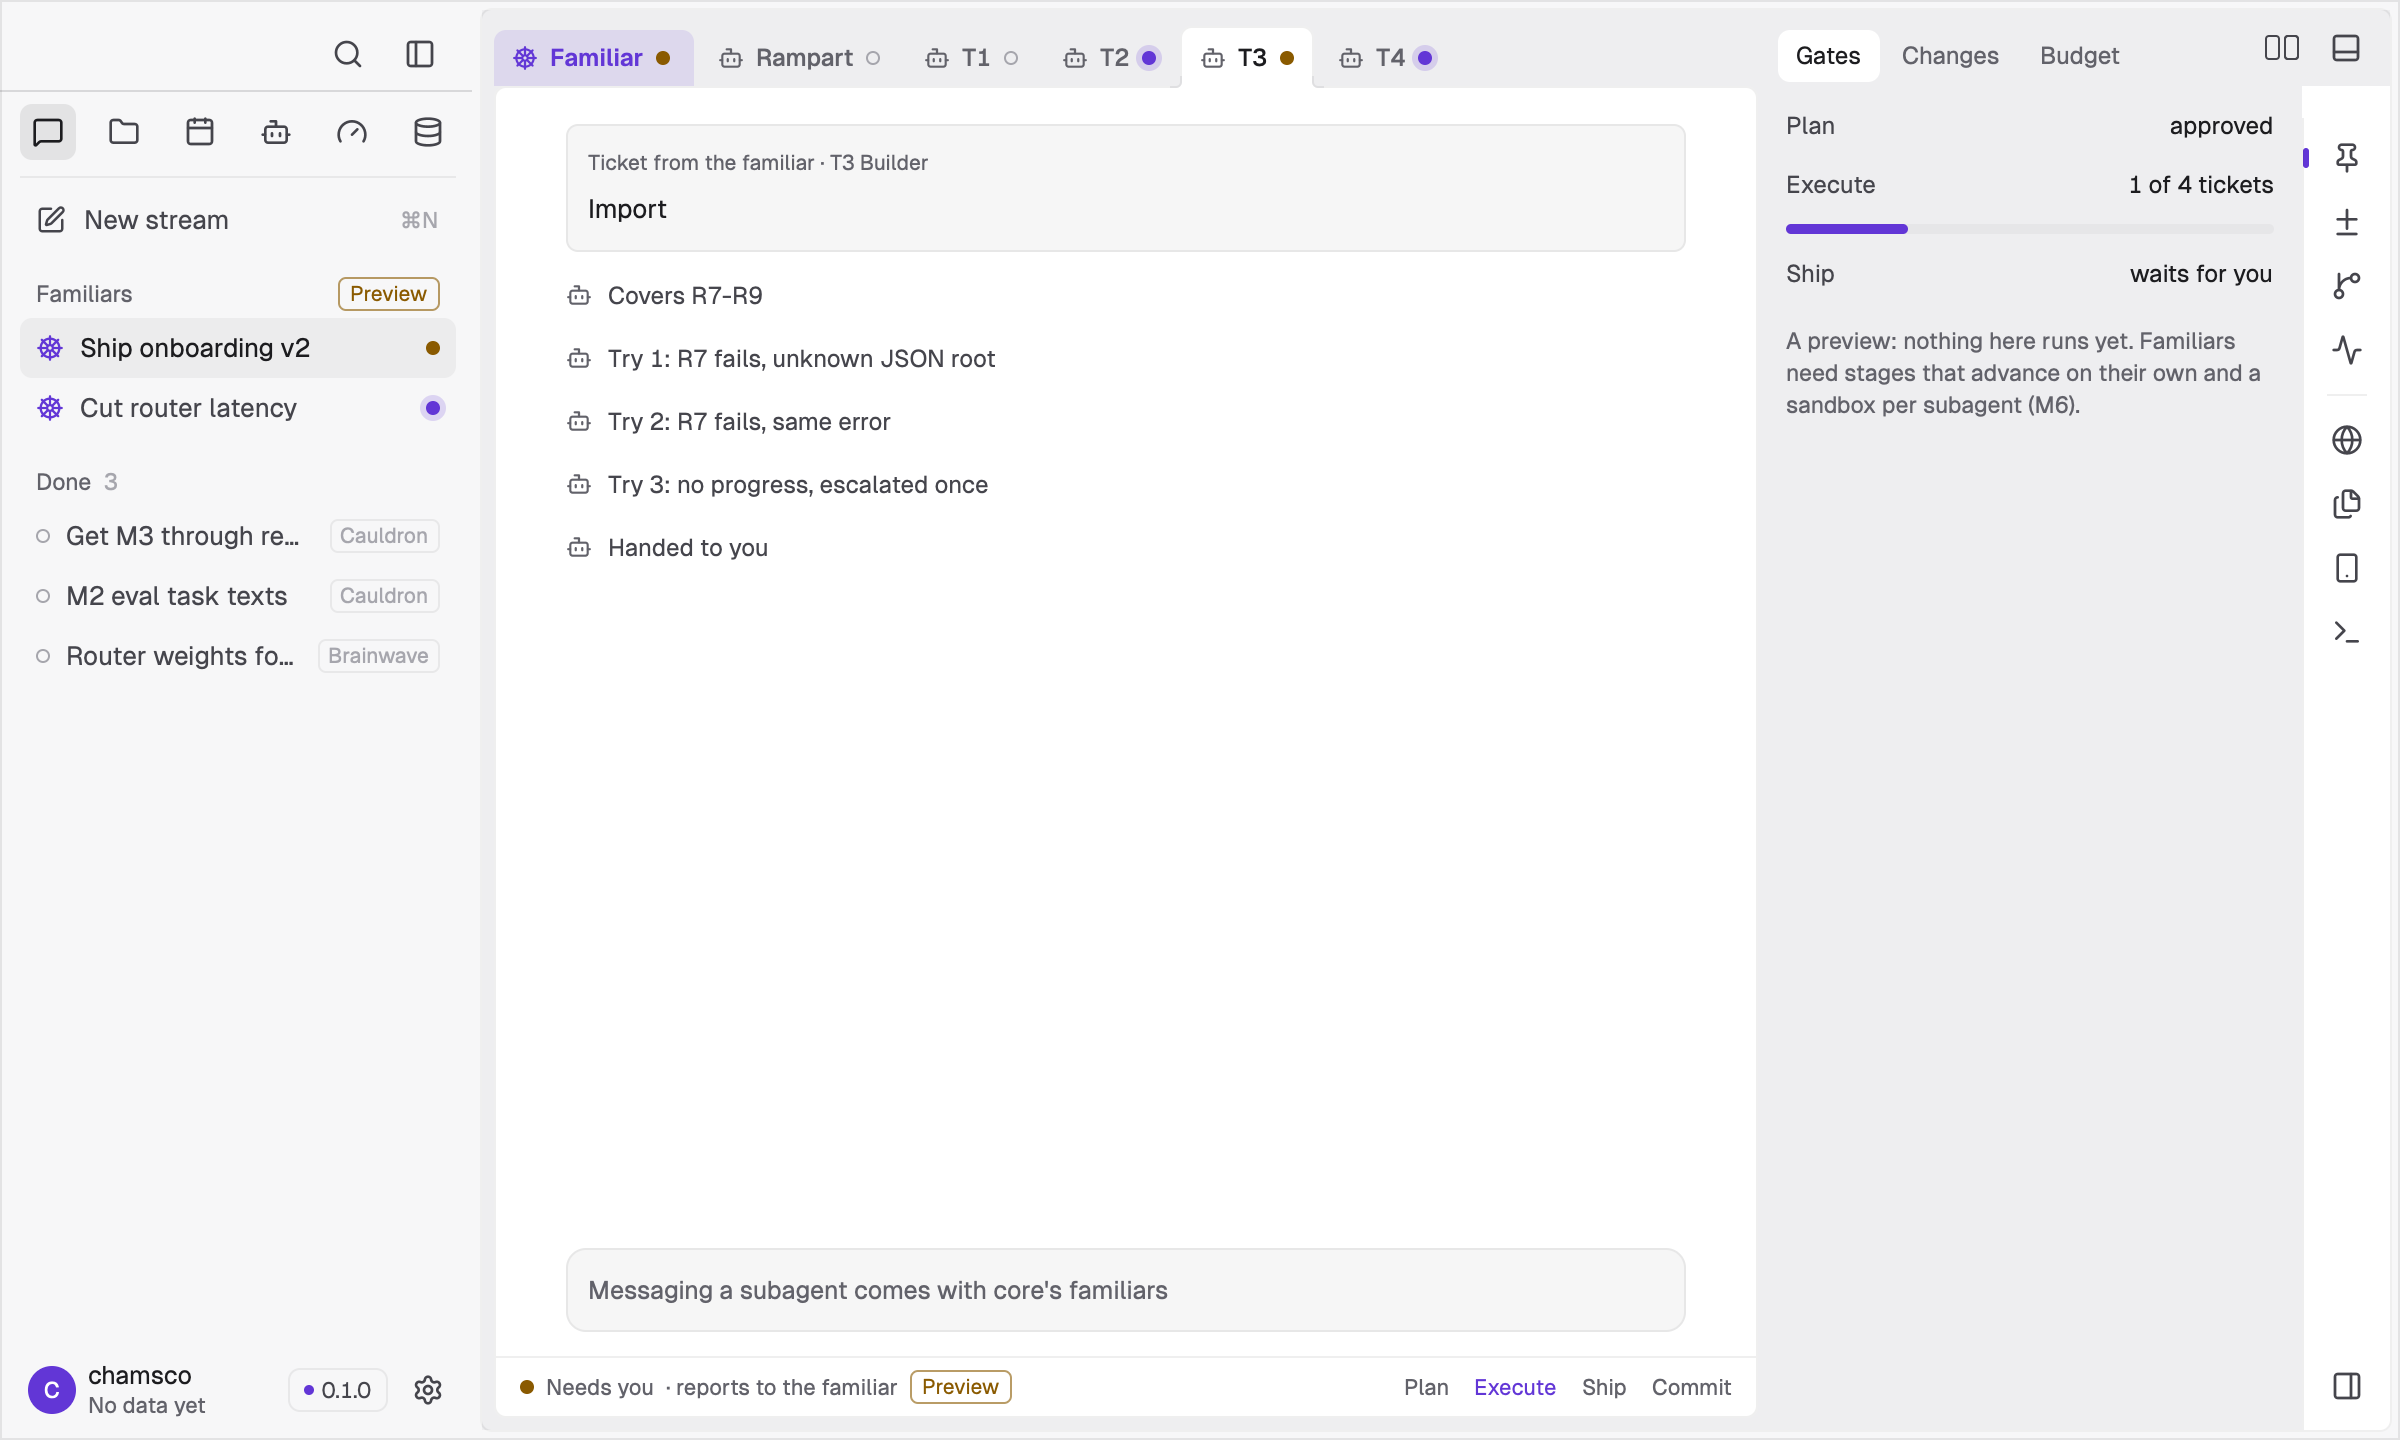 Familiar
Rampart
T1
T2
T3
T4
Gates
Changes
Budget
New stream
⌘N
Familiars
Preview
Ship onboarding v2
Cut router latency
Done 3
Get M3 through re...
Cauldron
M2 eval task texts
Cauldron
Router weights fo...
Brainwave
C
chamsco
No data yet
0.1.0
Ticket from the familiar · T3 Builder
Import
Covers R7-R9
Try 1: R7 fails, unknown JSON root
Try 2: R7 fails, same error
Try 3: no progress, escalated once
Handed to you
Messaging a subagent comes with core's familiars
Needs you · reports to the familiar
Preview
Plan
Execute
Ship
Commit
Plan
approved
Execute
1 of 4 tickets
Ship
waits for you
A preview: nothing here runs yet. Familiars
need stages that advance on their own and a
sandbox per subagent (M6).